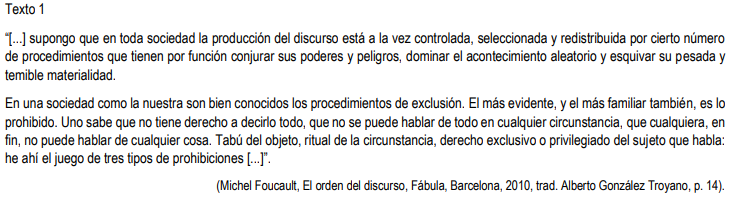 Texto 1
“[...] supongo que en toda sociedad la producción del discurso está a la vez controlada, seleccionada y redistribuida por cierto número
de procedimientos que tienen por función conjurar sus poderes y peligros, dominar el acontecimiento aleatorio y esquivar su pesada y
temible materialidad.
En una sociedad como la nuestra son bien conocidos los procedimientos de exclusión. El más evidente, y el más familiar también, es lo
prohibido. Uno sabe que no tiene derecho a decirlo todo, que no se puede hablar de todo en cualquier circunstancia, que cualquiera, en
fin, no puede hablar de cualquier cosa. Tabú del objeto, ritual de la circunstancia, derecho exclusivo o privilegiado del sujeto que habla:
he ahí el juego de tres tipos de prohibiciones [...]”.
(Michel Foucault, El orden del discurso, Fábula, Barcelona, 2010, trad. Alberto González Troyano, p. 14).